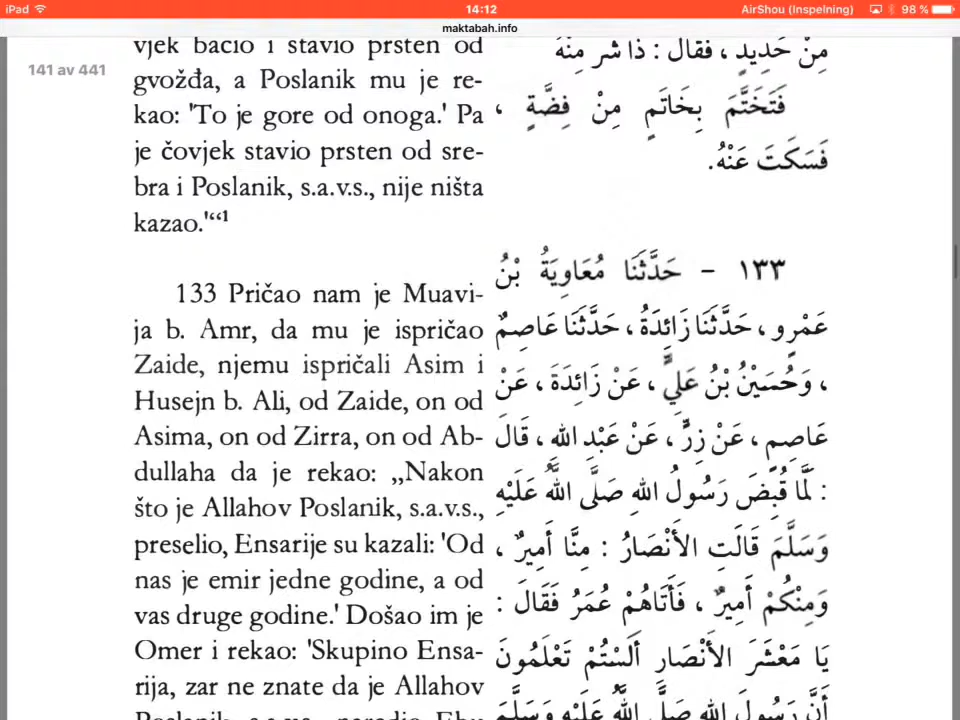 iPad
14:12
AirShou (Inspelning)
98 %
maktabah.info
141 av 441
vjek bacio i stavio prsten od
gvožđa, a Poslanik mu je re-
kao: 'To je gore od onoga.' Pa
je čovjek stavio prsten od sre-
bra i Poslanik, s.a.v.s., nije ništa
kazao.'“¹
133 Pričao nam je Muavi-
ja b. Amr, da mu je ispričao
Zaide, njemu ispričali Asim i
Husejn b. Ali, od Zaide, on od
Asima, on od Zirra, on od Ab-
dullaha da je rekao: „Nakon
što je Allahov Poslanik, s.a.v.s.,
preselio, Ensarije su kazali: 'Od
nas je emir jedne godine, a od
vas druge godine.' Došao im je
Omer i rekao: 'Skupino Ensa-
rija, zar ne znate da je Allahov
مِنْ حَدِيدٍ ، فقال : ذا شر مِنْهُ
فَتَخَتَّمَ بِخَاتَمٍ مِنْ فِضَّةٍ ،
فَسَكَتَ عَنْهُ.
١٣٣ – حَدَّثَنَا مُعَاوِيَةُ بْنُ
عَمْرٍو ، حَدَّثَنَا زَائِدَةُ ، حَدَّثَنَا عَاصِمٌ
، وَحُسَيْنُ بْنُ عَلِيٍّ ، عَنْ زَائِدَةَ ، عَنْ
عَاصِمٍ ، عَنْ زِرٍّ ، عَنْ عَبْدِ اللهِ ، قَالَ
: لَمَّا قُبِضَ رَسُولُ اللهِ صَلَّى اللهُ عَلَيْهِ
وَسَلَّمَ قَالَتِ الأَنْصَارُ : مِنَّا أَمِيرٌ ،
وَمِنْكُمْ أَمِيرٌ ، فَأَتَاهُمْ عُمَرُ فَقَالَ :
يَا مَعْشَرَ الأَنْصَارِ أَلَسْتُمْ تَعْلَمُونَ
أَنَّ رَسُولَ اللهِ صَلَّى اللهُ عَلَيْهِ وَسَلَّمَ